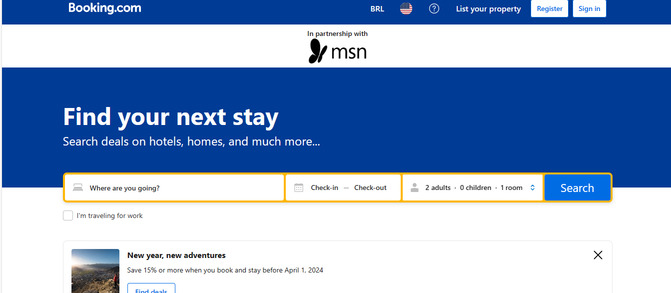 Booking.com
BRL
List your property
Register
Sign in
In partnership with
msn
Find your next stay
Search deals on hotels, homes, and much more...
Where are you going?
Check-in — Check-out
2 adults · 0 children · 1 room
Search
I'm traveling for work
New year, new adventures
Save 15% or more when you book and stay before April 1, 2024
Find deals